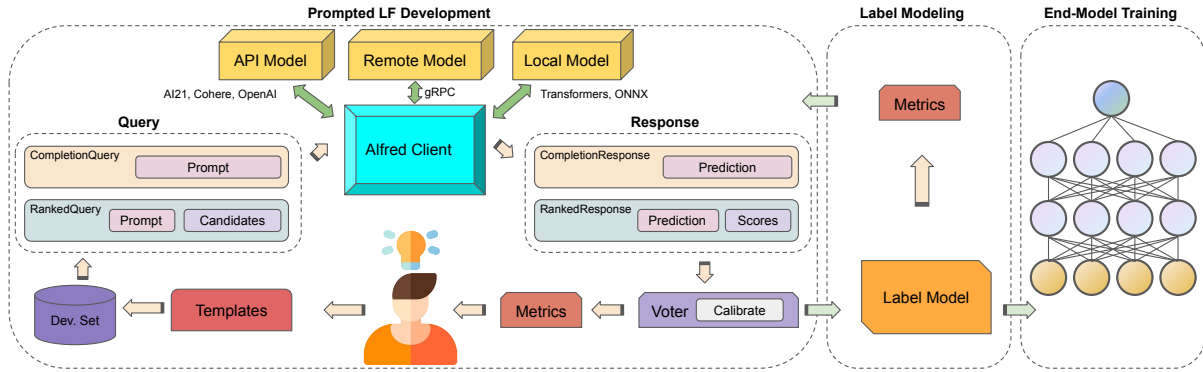 Prompted LF Development
Label Modeling
End-Model Training
API Model
Remote Model
Local Model
AI21, Cohere, OpenAI
gRPC
Transformers, ONNX
Query
Response
Alfred Client
Metrics
CompletionQuery
Prompt
CompletionResponse
Prediction
RankedQuery
Prompt
Candidates
RankedResponse
Prediction
Scores
Dev. Set
Templates
Metrics
Voter
Calibrate
Label Model